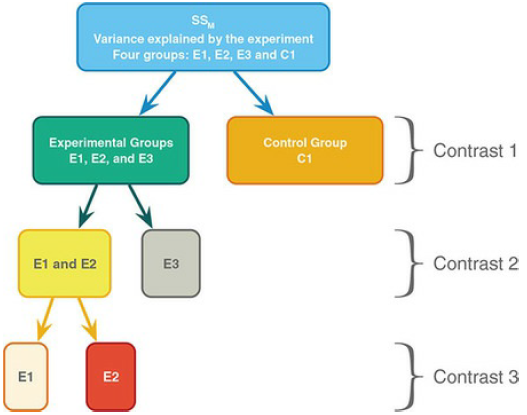 SSM
Variance explained by the experiment
Four groups: E1, E2, E3 and C1
Experimental Groups
E1, E2, and E3
Control Group
C1
Contrast 1
E1 and E2
E3
Contrast 2
E1
E2
Contrast 3